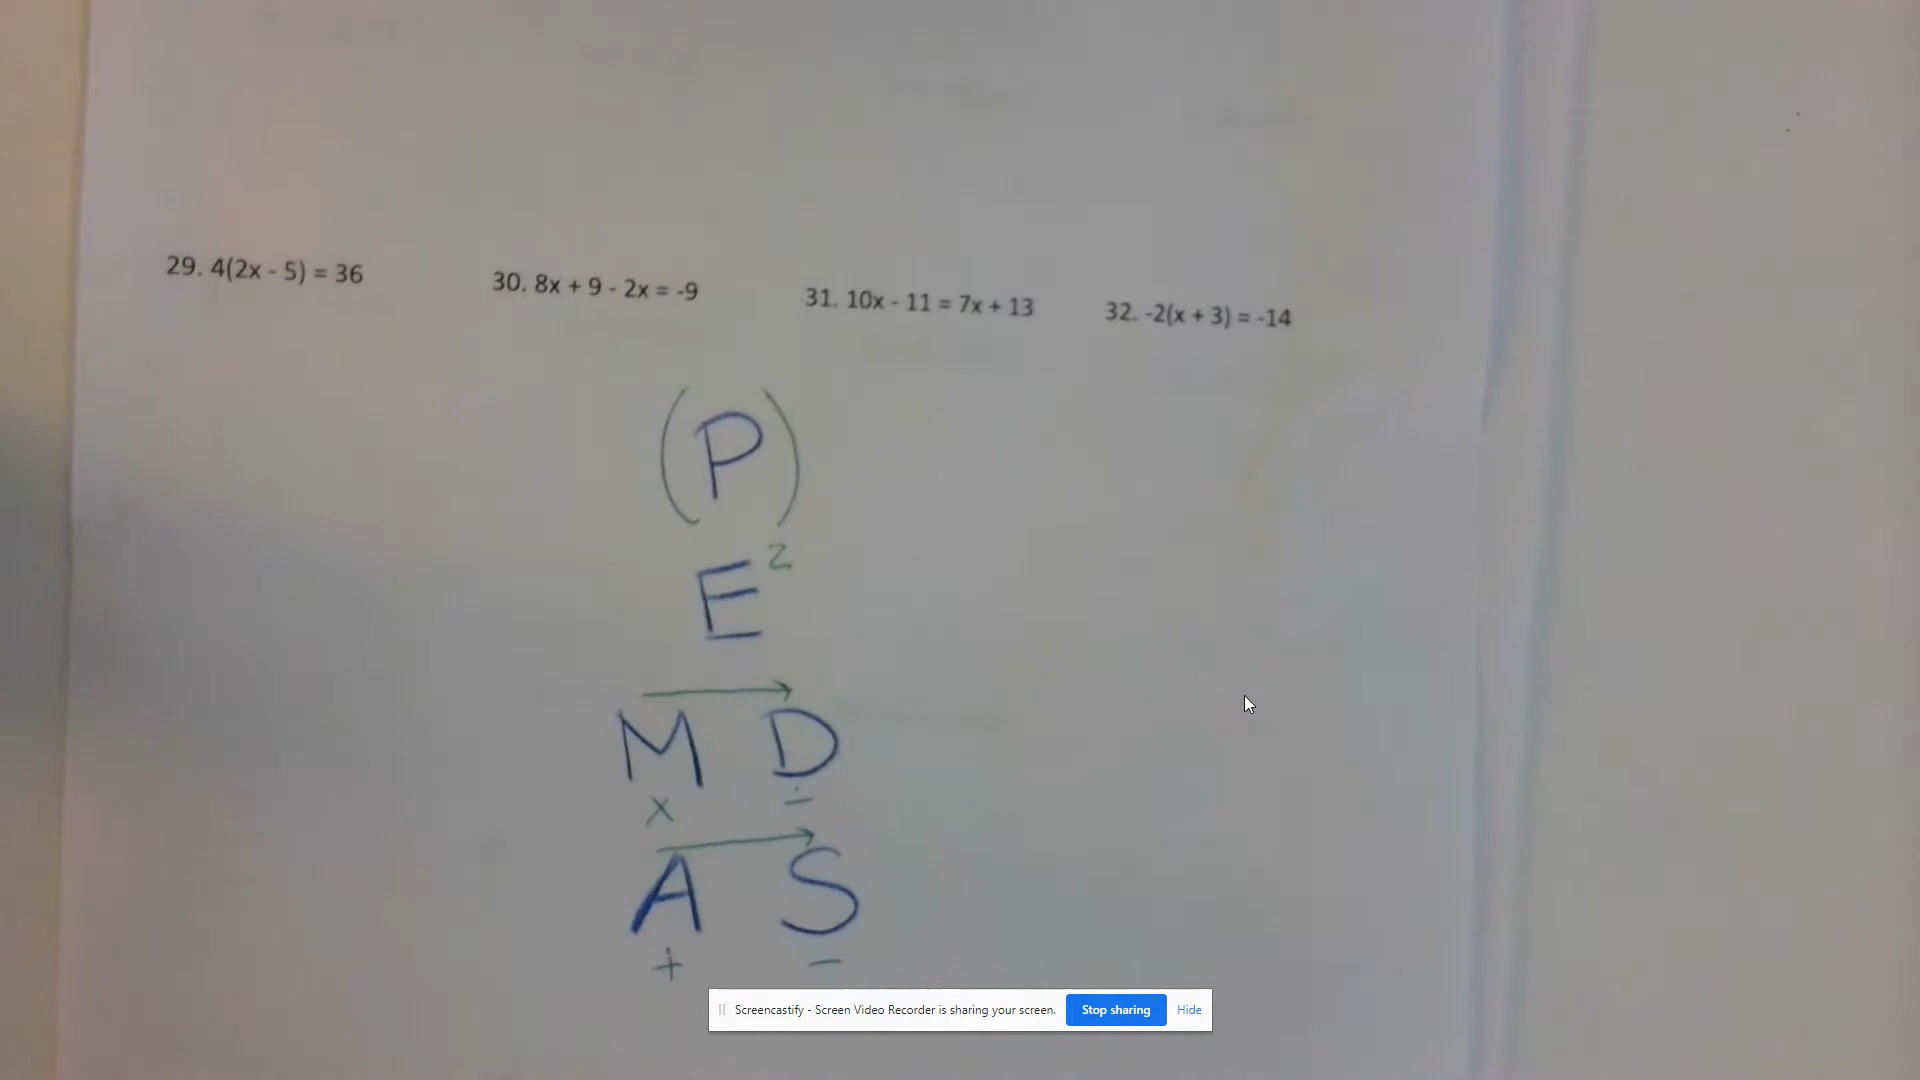 29. 4(2x - 5) = 36
30. 8x + 9 - 2x = -9
31. 10x - 11 = 7x + 13
32. -2(x + 3) = -14
(P)
E²
M D
x ÷
A S
+ -
Screencastify - Screen Video Recorder is sharing your screen. Stop sharing Hide